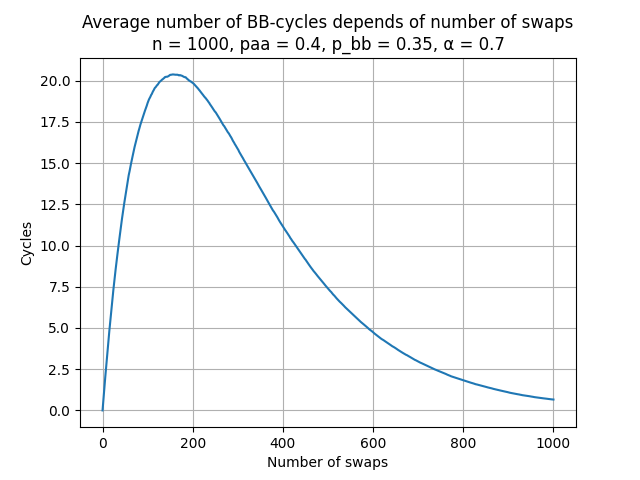 Average number of BB-cycles depends of number of swaps
n = 1000, paa = 0.4, p_bb = 0.35, α = 0.7
20.0
17.5
15.0
12.5
10.0
7.5
5.0
2.5
0.0
Cycles
0 200 400 600 800 1000
Number of swaps